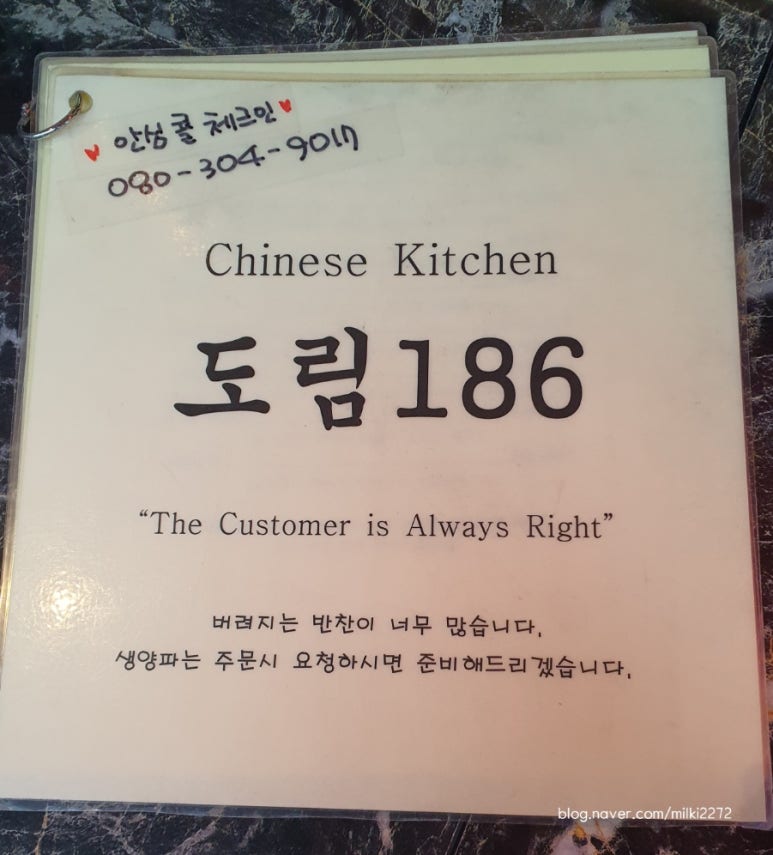 안성 콜 체크인
080-304-9017
Chinese Kitchen
도림186
“The Customer is Always Right”
버려지는 반찬이 너무 많습니다.
생양파는 주문시 요청하시면 준비해드리겠습니다.
blog.naver.com/milki2272